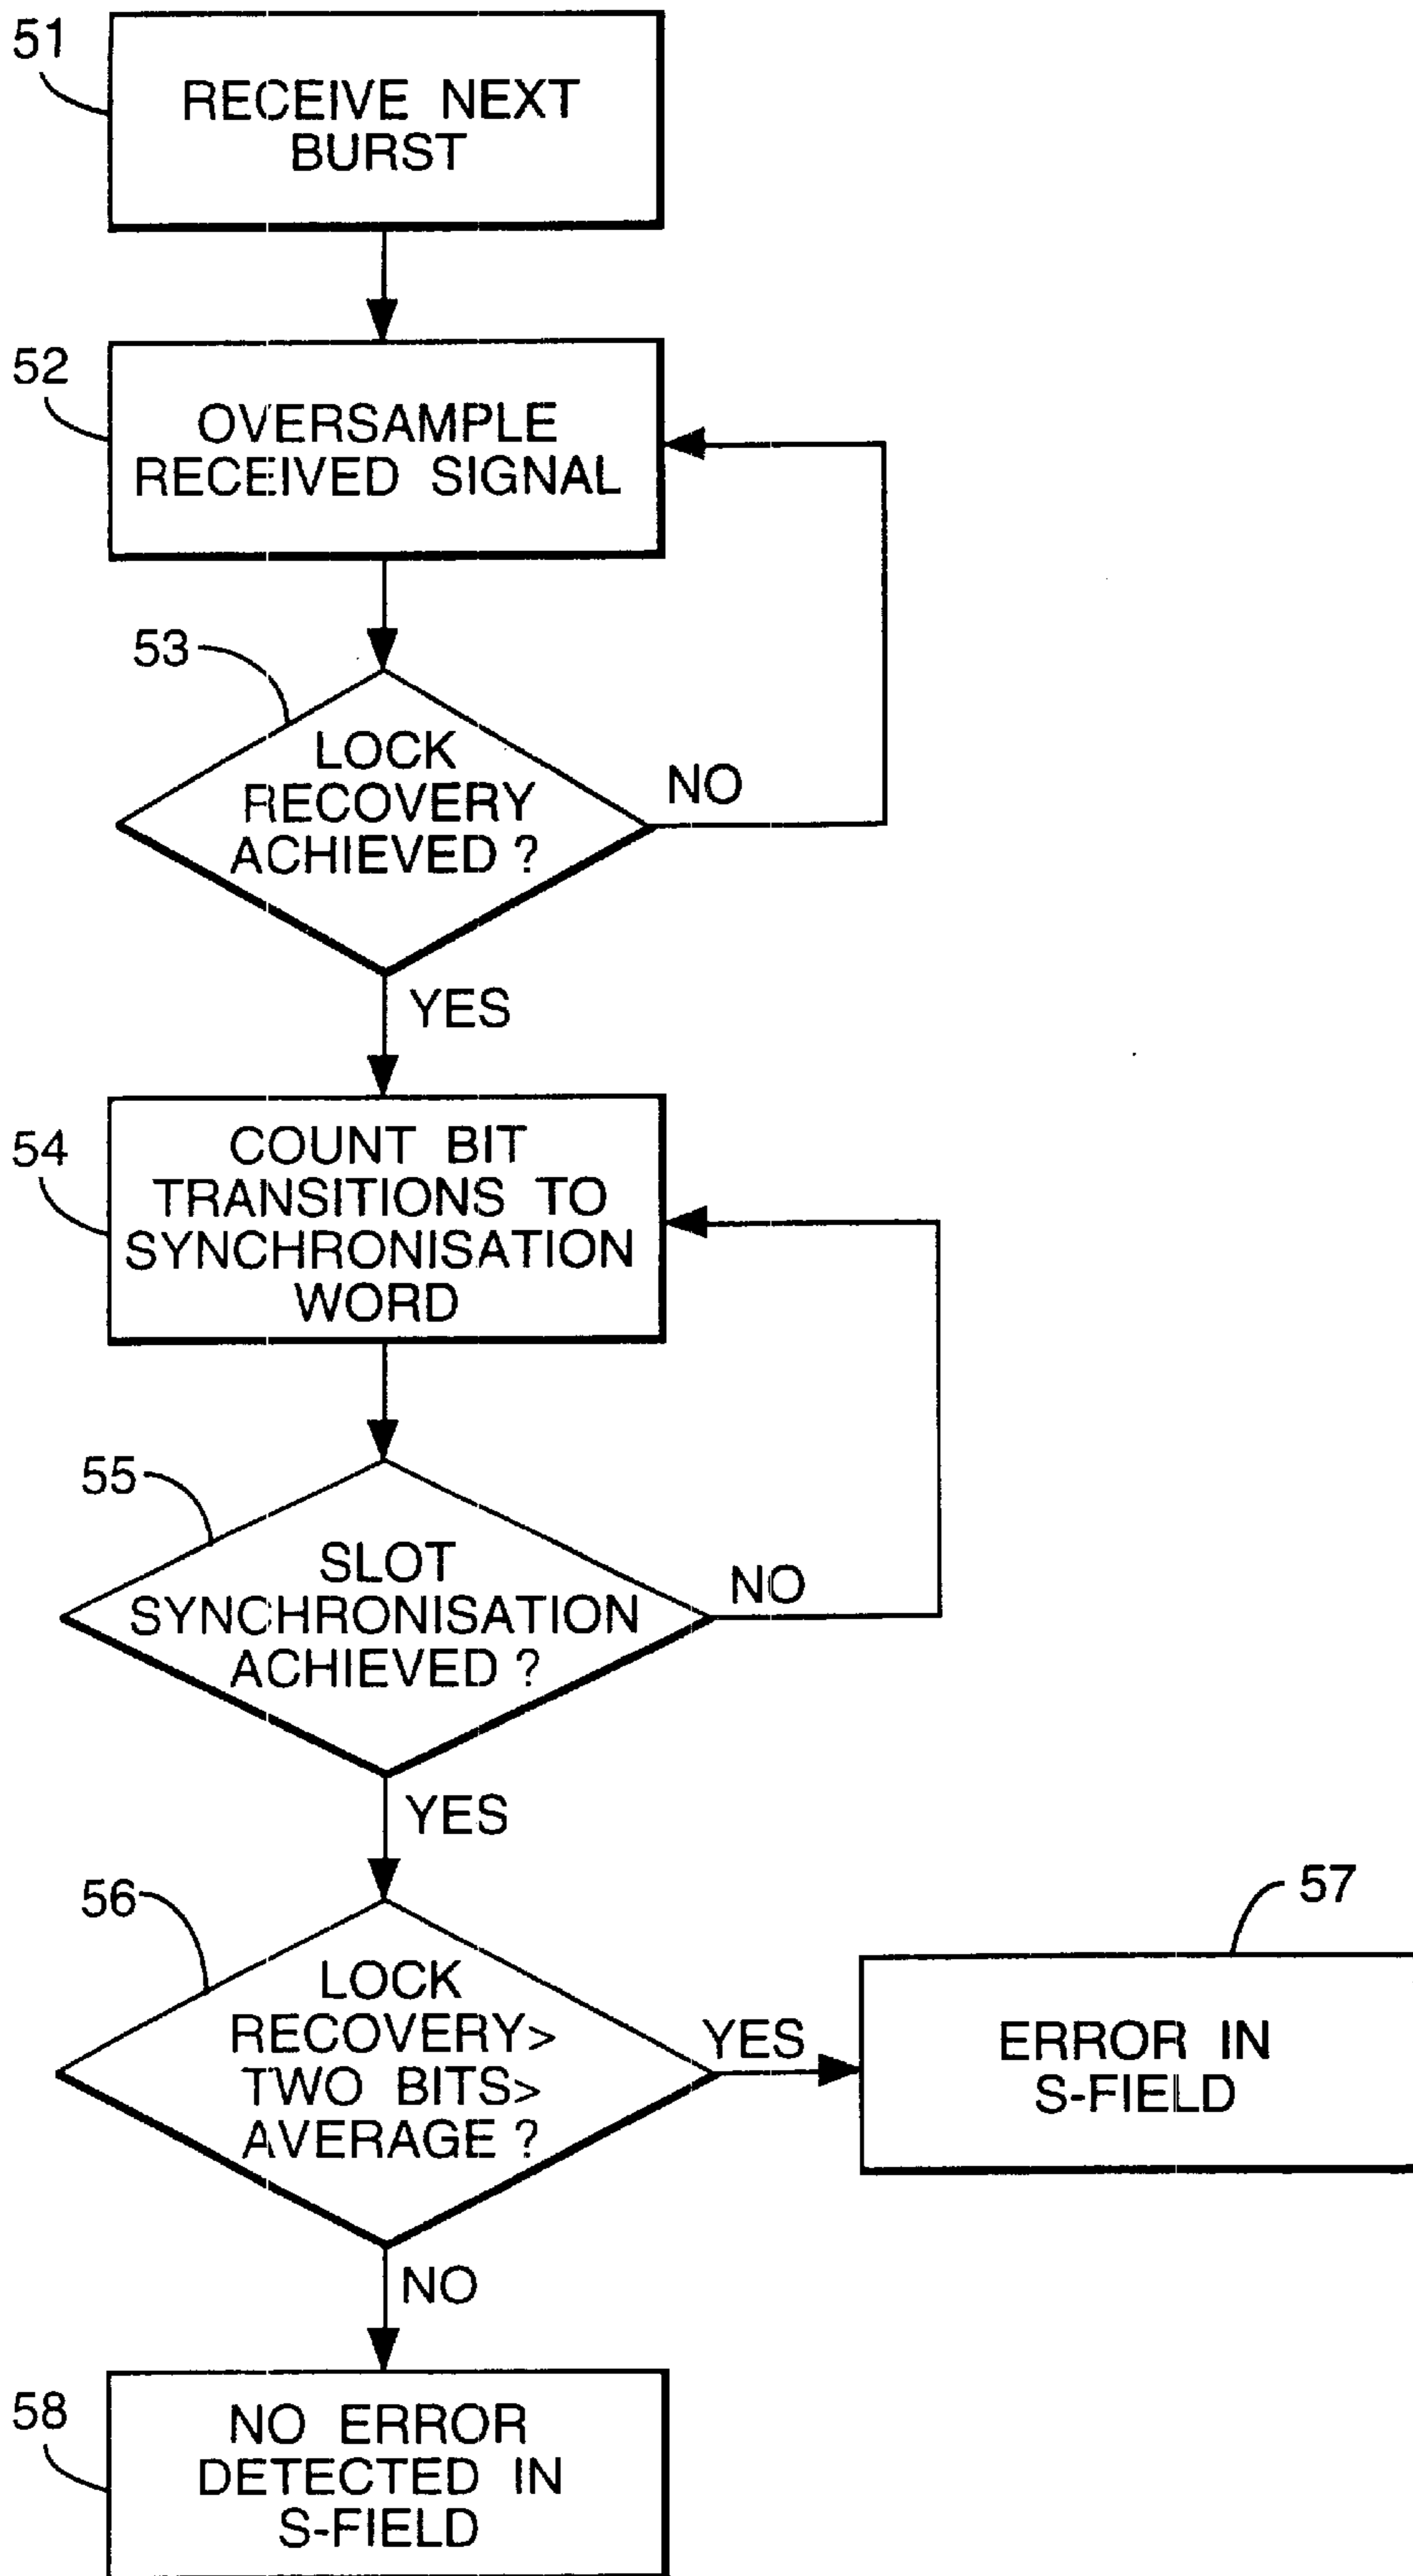 51
RECEIVE NEXT
BURST
52
OVERSAMPLE
RECEIVED SIGNAL
53
LOCK
RECOVERY
ACHIEVED ?
NO
YES
54
COUNT BIT
TRANSITIONS TO
SYNCHRONISATION
WORD
55
SLOT
SYNCHRONISATION
ACHIEVED ?
NO
YES
56
LOCK
RECOVERY>
TWO BITS>
AVERAGE ?
YES
57
ERROR IN
S-FIELD
NO
58
NO ERROR
DETECTED IN
S-FIELD